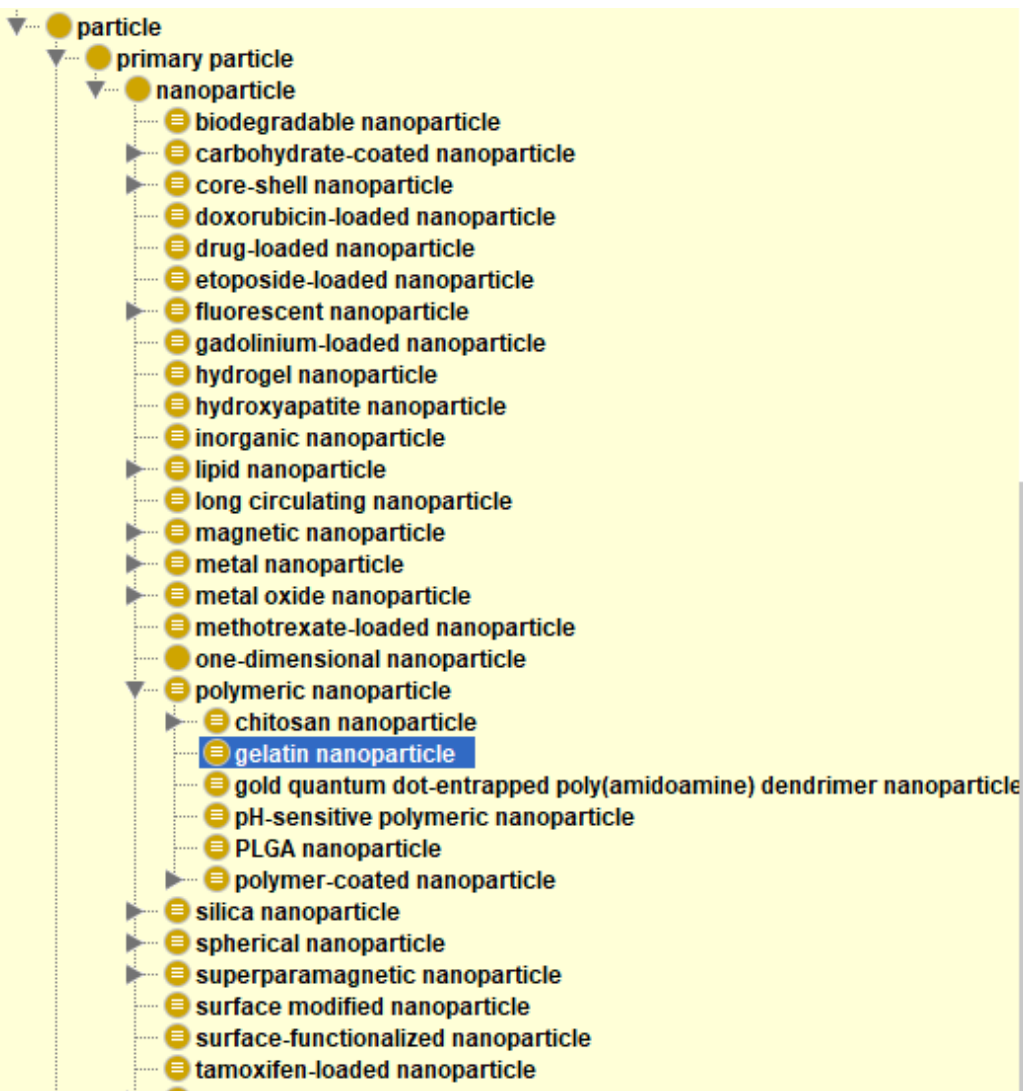 particle
primary particle
nanoparticle
biodegradable nanoparticle
carbohydrate-coated nanoparticle
core-shell nanoparticle
doxorubicin-loaded nanoparticle
drug-loaded nanoparticle
etoposide-loaded nanoparticle
fluorescent nanoparticle
gadolinium-loaded nanoparticle
hydrogel nanoparticle
hydroxyapatite nanoparticle
inorganic nanoparticle
lipid nanoparticle
long circulating nanoparticle
magnetic nanoparticle
metal nanoparticle
metal oxide nanoparticle
methotrexate-loaded nanoparticle
one-dimensional nanoparticle
polymeric nanoparticle
chitosan nanoparticle
gelatin nanoparticle
gold quantum dot-entrapped poly(amidoamine) dendrimer nanoparticle
pH-sensitive polymeric nanoparticle
PLGA nanoparticle
polymer-coated nanoparticle
silica nanoparticle
spherical nanoparticle
superparamagnetic nanoparticle
surface modified nanoparticle
surface-functionalized nanoparticle
tamoxifen-loaded nanoparticle